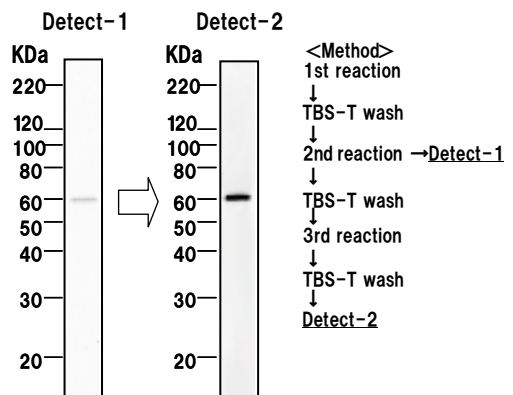 Detect-1
KDa
220
120
100
80
60
50
40
30
20
Detect-2
KDa
220
120
100
80
60
50
40
30
20
<Method>
1st reaction
↓
TBS-T wash
↓
2nd reaction →Detect-1
↓
TBS-T wash
↓
3rd reaction
↓
TBS-T wash
↓
Detect-2